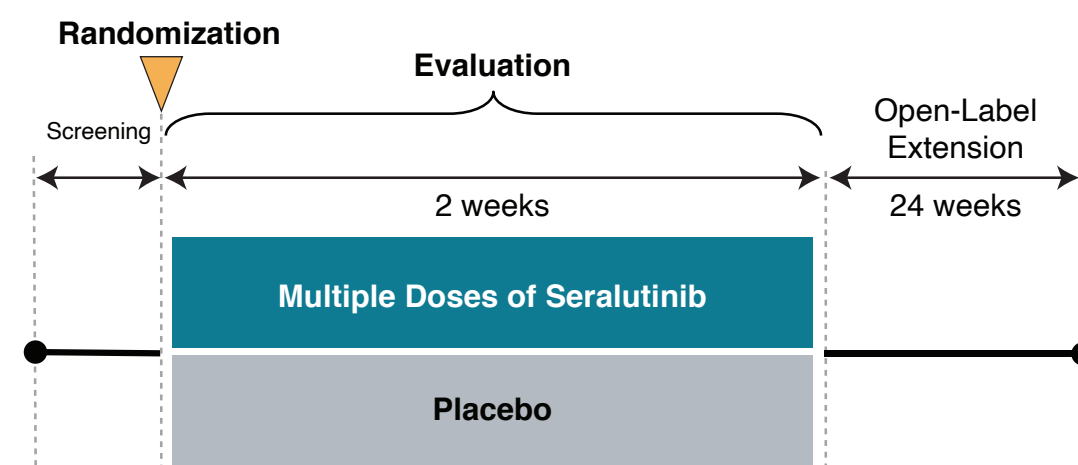 Randomization
Evaluation
Screening
Open-Label
Extension
2 weeks
24 weeks
Multiple Doses of Seralutinib
Placebo